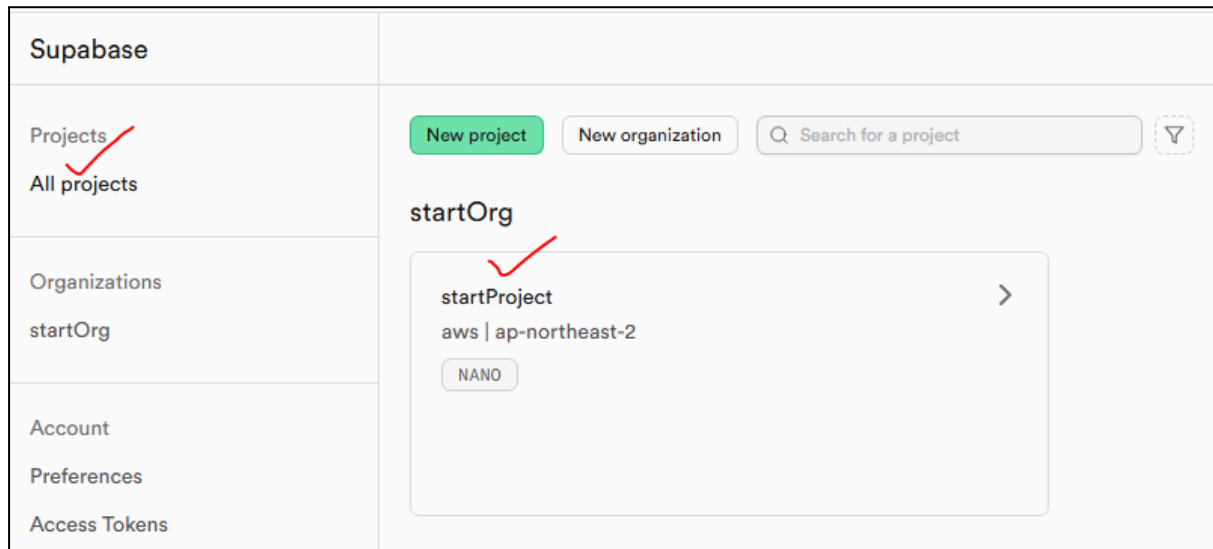 Supabase
Projects
All projects
Organizations
startOrg
Account
Preferences
Access Tokens
New project
New organization
Search for a project
startOrg
startProject
aws | ap-northeast-2
NANO